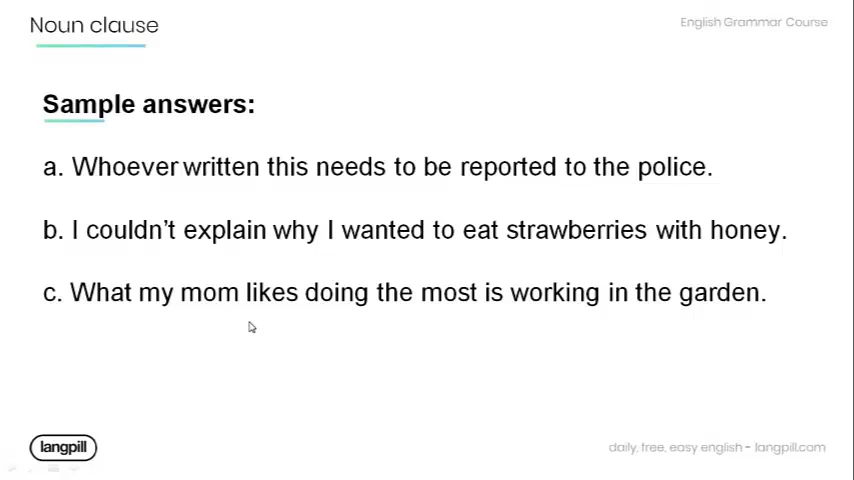 Noun clause
English Grammar Course
Sample answers:
a. Whoever written this needs to be reported to the police.
b. I couldn't explain why I wanted to eat strawberries with honey.
c. What my mom likes doing the most is working in the garden.
langpill
daily, free, easy english - langpill.com